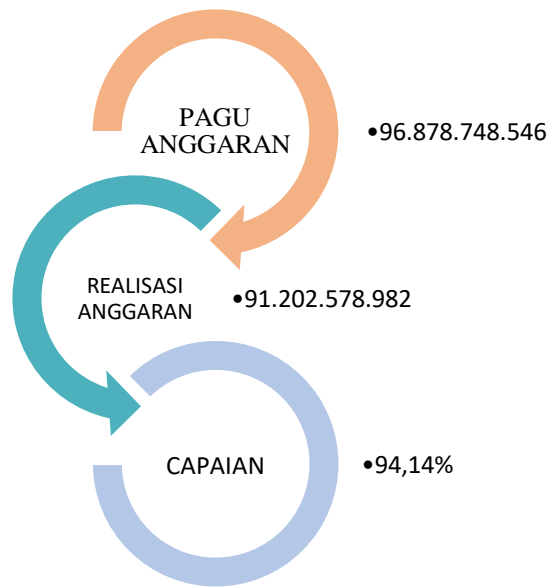 PAGU
ANGGARAN
•96.878.748.546
REALISASI
ANGGARAN
•91.202.578.982
CAPAIAN
•94,14%